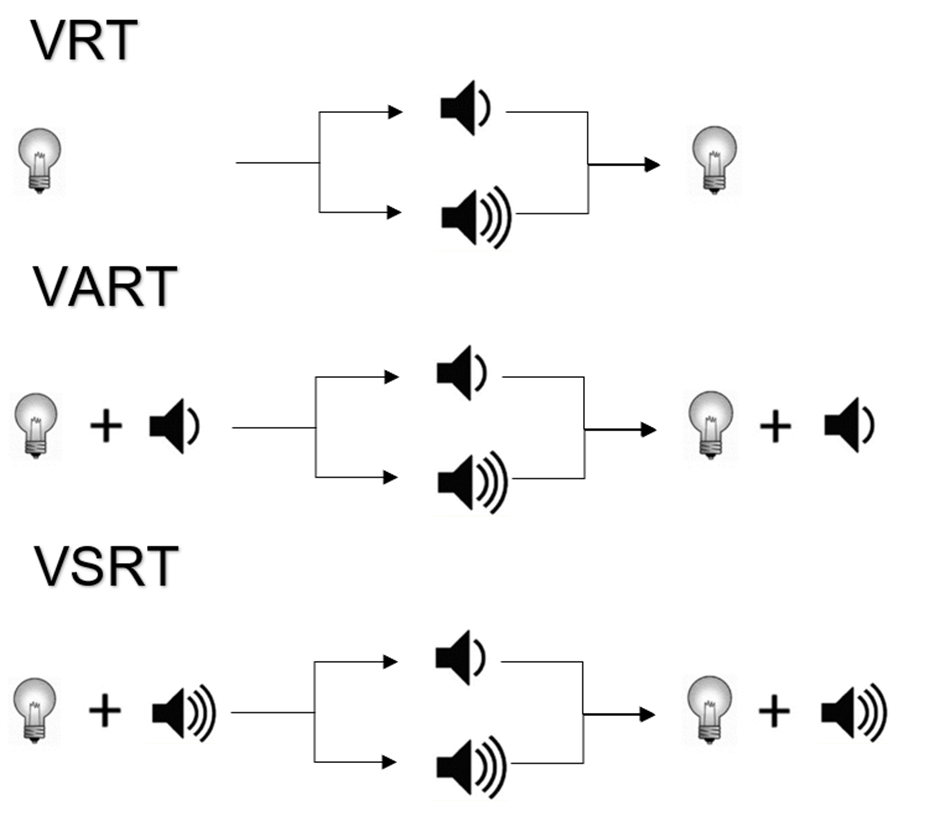 VRT
VART
+ +
VSRT
+ +